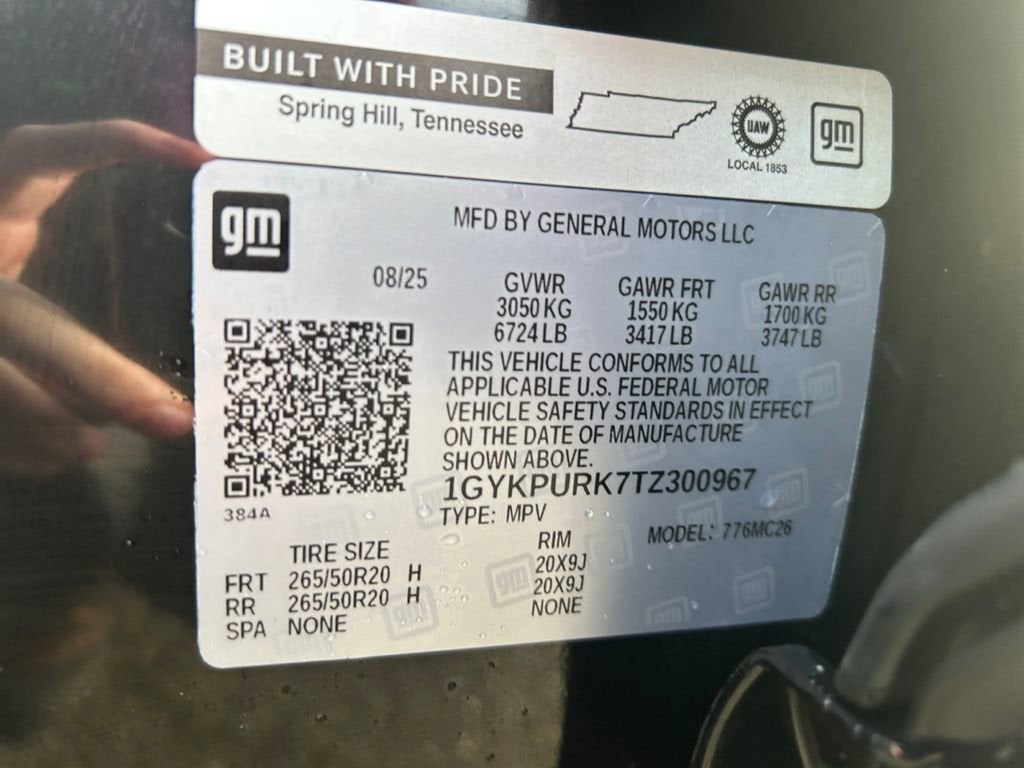 BUILT WITH PRIDE
Spring Hill, Tennessee
UAW
LOCAL 1853
gm
gm
MFD BY GENERAL MOTORS LLC
08/25
GVWR GAWR FRT GAWR RR
3050 KG 1550 KG 1700 KG
6724 LB 3417 LB 3747 LB
THIS VEHICLE CONFORMS TO ALL
APPLICABLE U.S. FEDERAL MOTOR
VEHICLE SAFETY STANDARDS IN EFFECT
ON THE DATE OF MANUFACTURE
SHOWN ABOVE.
1GYKPURK7TZ300967
384A
TYPE: MPV MODEL: 776MC26
TIRE SIZE RIM
FRT 265/50R20 H 20X9J
RR 265/50R20 H 20X9J
SPA NONE NONE